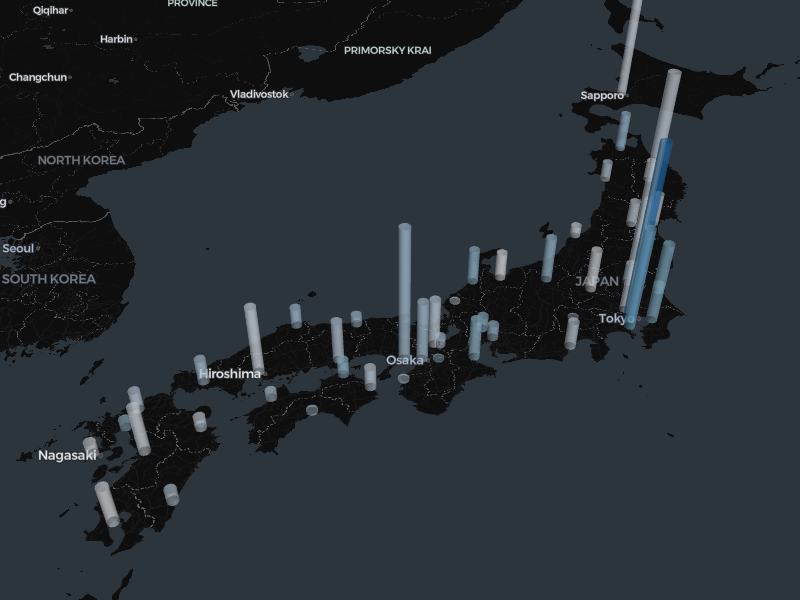 PROVINCE
Qiqihar
Harbin
PRIMORSKY KRAI
Changchun
Vladivostok
Sapporo
NORTH KOREA
Seoul
SOUTH KOREA
JAPAN
Tokyo
Osaka
Hiroshima
Nagasaki